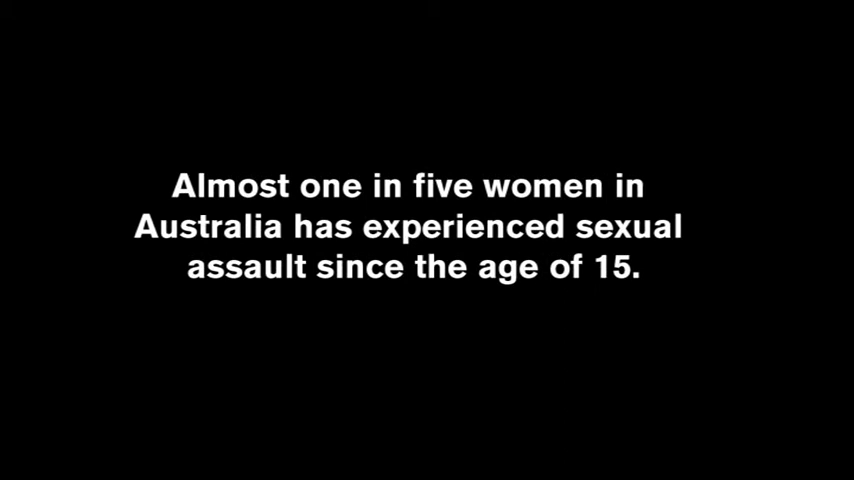 Almost one in five women in
Australia has experienced sexual
assault since the age of 15.